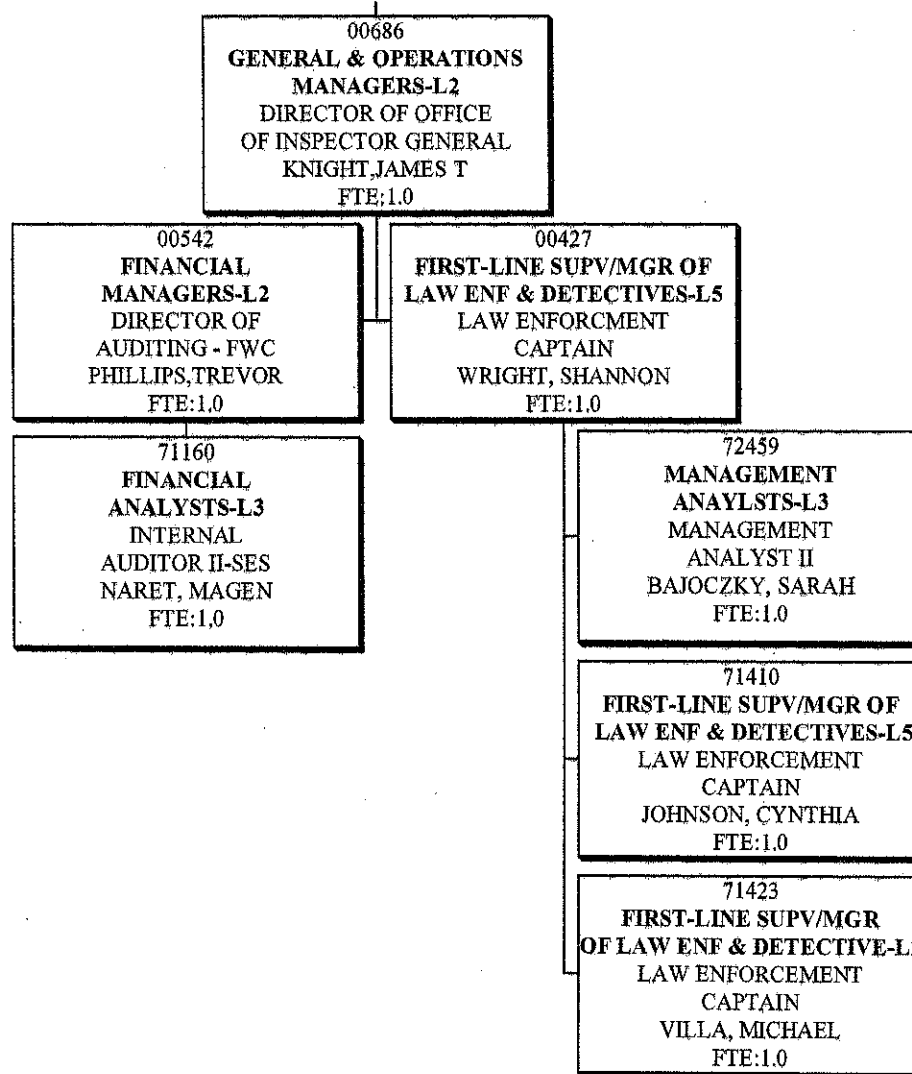 00686
GENERAL & OPERATIONS
MANAGERS-L2
DIRECTOR OF OFFICE
OF INSPECTOR GENERAL
KNIGHT,JAMES T
FTE:1.0
00542
FINANCIAL
MANAGERS-L2
DIRECTOR OF
AUDITING - FWC
PHILLIPS,TREVOR
FTE:1.0
00427
FIRST-LINE SUPV/MGR OF
LAW ENF & DETECTIVES-L5
LAW ENFORCMENT
CAPTAIN
WRIGHT, SHANNON
FTE:1.0
71160
FINANCIAL
ANALYSTS-L3
INTERNAL
AUDITOR II-SES
NARET, MAGEN
FTE:1.0
72459
MANAGEMENT
ANAYLSTS-L3
MANAGEMENT
ANALYST II
BAJOCZKY, SARAH
FTE:1.0
71410
FIRST-LINE SUPV/MGR OF
LAW ENF & DETECTIVES-L5
LAW ENFORCEMENT
CAPTAIN
JOHNSON, CYNTHIA
FTE:1.0
71423
FIRST-LINE SUPV/MGR
OF LAW ENF & DETECTIVE-L
LAW ENFORCEMENT
CAPTAIN
VILLA, MICHAEL
FTE:1.0